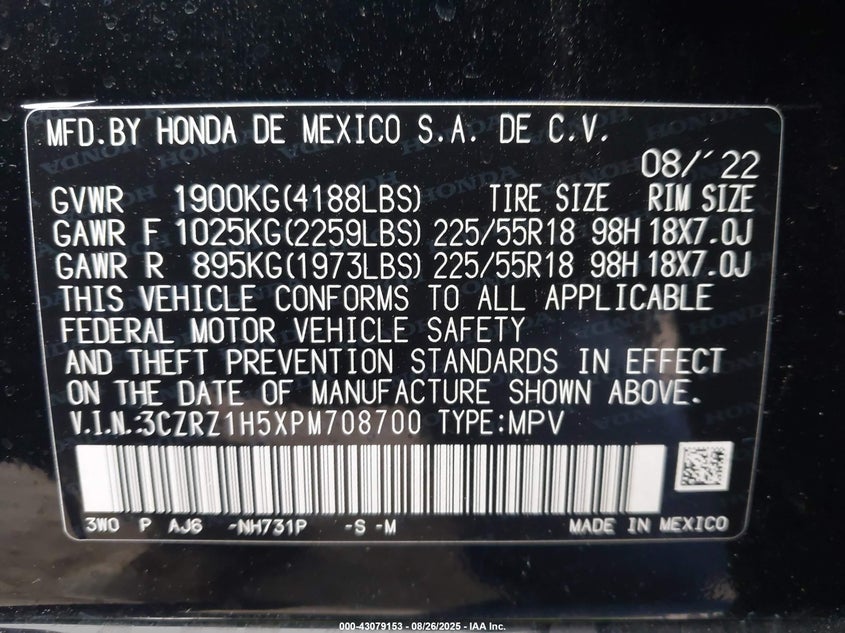 MFD.BY HONDA DE MEXICO S.A. DE C.V.
08/'22
GVWR 1900KG(4188LBS) TIRE SIZE RIM SIZE
GAWR F 1025KG(2259LBS) 225/55R18 98H 18X7.0J
GAWR R 895KG(1973LBS) 225/55R18 98H 18X7.0J
THIS VEHICLE CONFORMS TO ALL APPLICABLE
FEDERAL MOTOR VEHICLE SAFETY
AND THEFT PREVENTION STANDARDS IN EFFECT
ON THE DATE OF MANUFACTURE SHOWN ABOVE.
V.I.N.:3CZRZ1H5XPM708700 TYPE:MPV
3W0 P AJ6 -NH731P -S -M MADE IN MEXICO
000-43079153 - 08/26/2025 - IAA Inc.